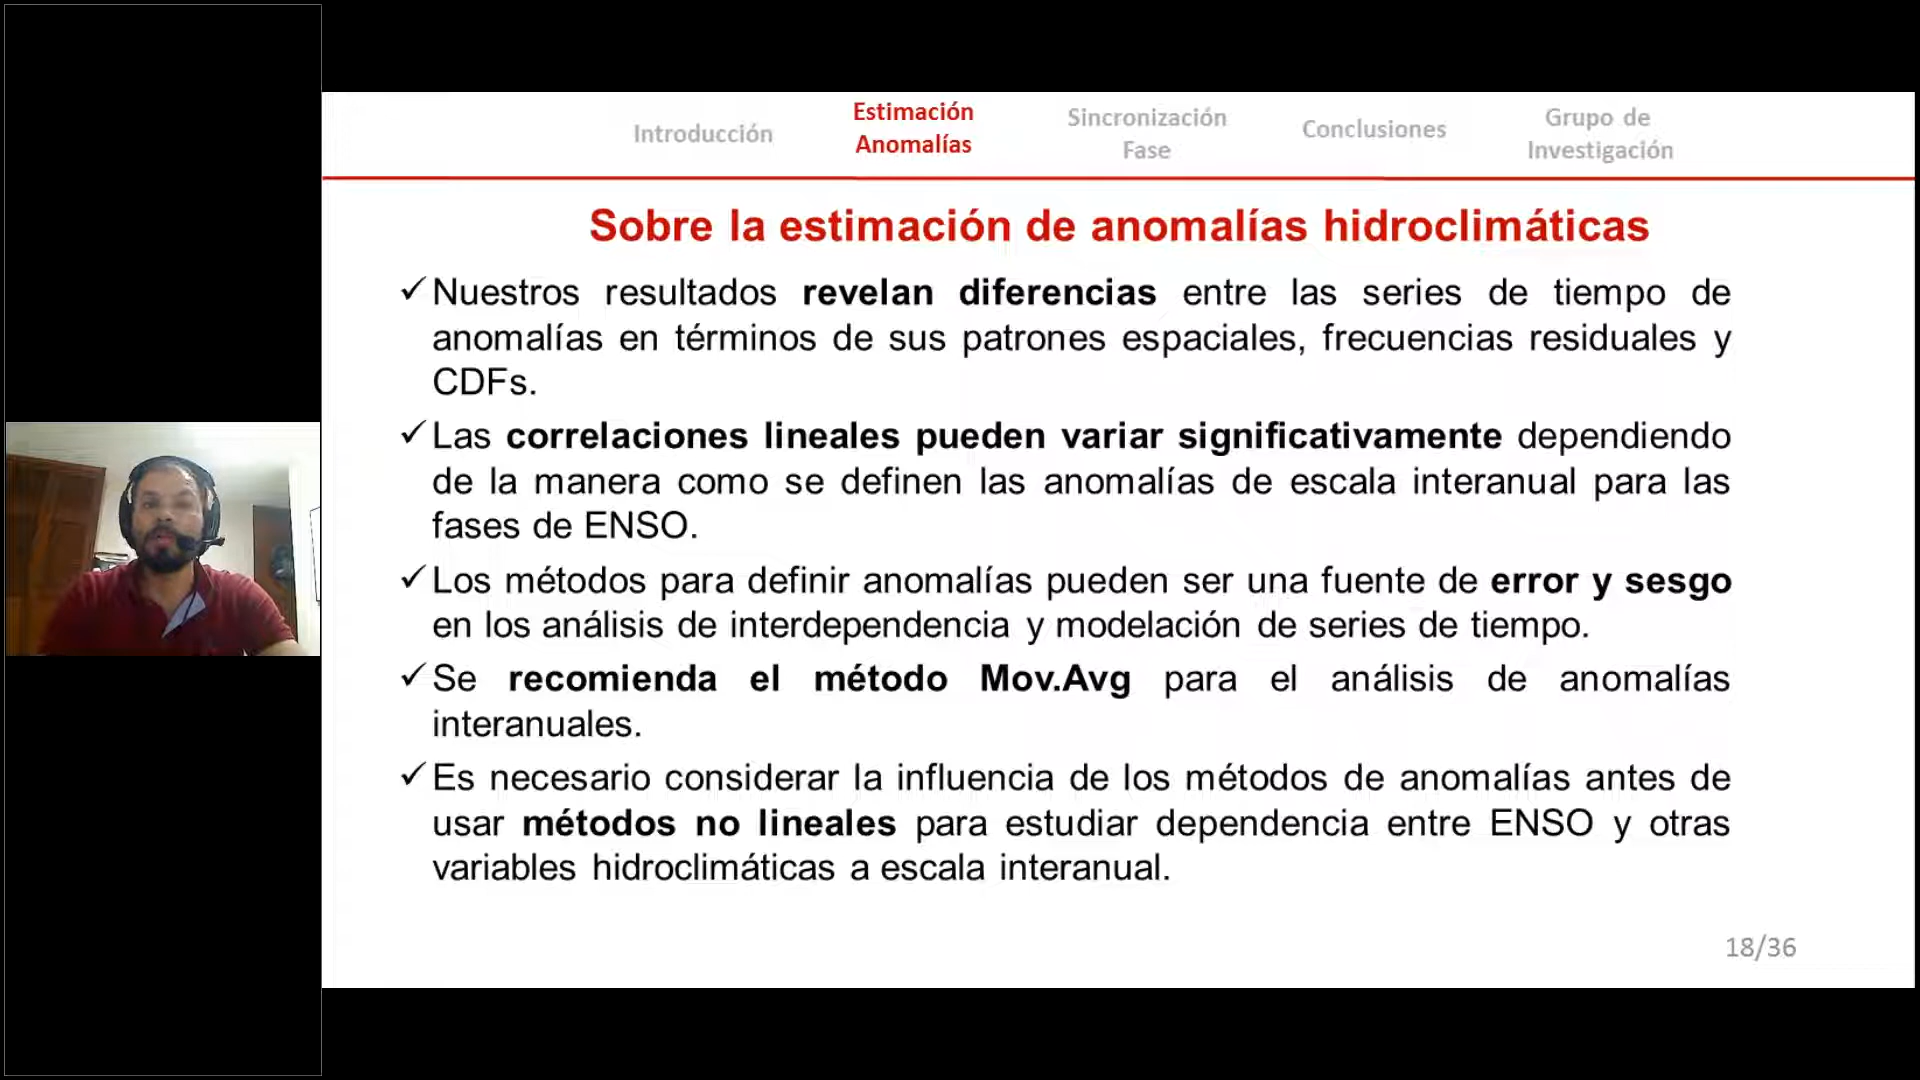 Introducción
Estimación
Anomalías
Sincronización
Fase
Conclusiones
Grupo de
Investigación
Sobre la estimación de anomalías hidroclimáticas
✓Nuestros resultados revelan diferencias entre las series de tiempo de
anomalías en términos de sus patrones espaciales, frecuencias residuales y
CDFs.
✓Las correlaciones lineales pueden variar significativamente dependiendo
de la manera como se definen las anomalías de escala interanual para las
fases de ENSO.
✓Los métodos para definir anomalías pueden ser una fuente de error y sesgo
en los análisis de interdependencia y modelación de series de tiempo.
✓Se recomienda el método Mov.Avg para el análisis de anomalías
interanuales.
✓Es necesario considerar la influencia de los métodos de anomalías antes de
usar métodos no lineales para estudiar dependencia entre ENSO y otras
variables hidroclimáticas a escala interanual.
18/36